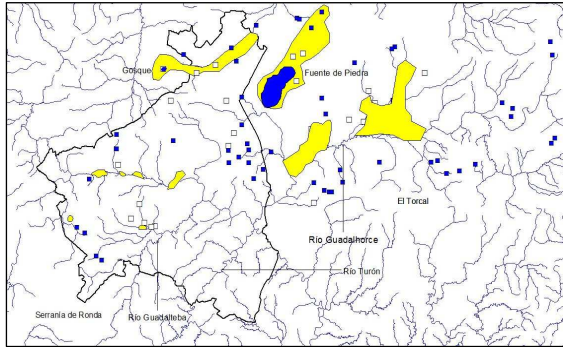 Gosque
Fuente de Piedra
El Torcal
Río Guadalhorce
Río Turón
Serranía de Ronda
Río Guadalteba